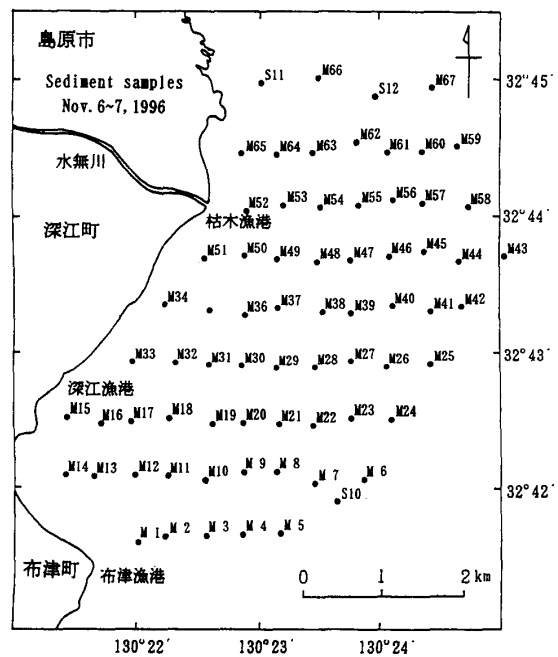 島原市
Sediment samples
Nov. 6~7, 1996
S11 M66
S12 M67
32°45′
M65 M64 M63 M62 M61 M60 M59
水無川
M52 M53 M54 M55 M56 M57 M58
32°44′
枯木漁港
深江町
M51 M50 M49 M48 M47 M46 M45 M44 M43
M34 M36 M37 M38 M39 M40 M41 M42
32°43′
M33 M32 M31 M30 M29 M28 M27 M26 M25
深江漁港
M15 M16 M17 M18 M19 M20 M21 M22 M23 M24
M14 M13 M12 M11 M10 M 9 M 8 M 7 M 6
32°42′
S10
M 1 M 2 M 3 M 4 M 5
布津町
布津漁港
0 1 2 km
130°22′ 130°23′ 130°24′